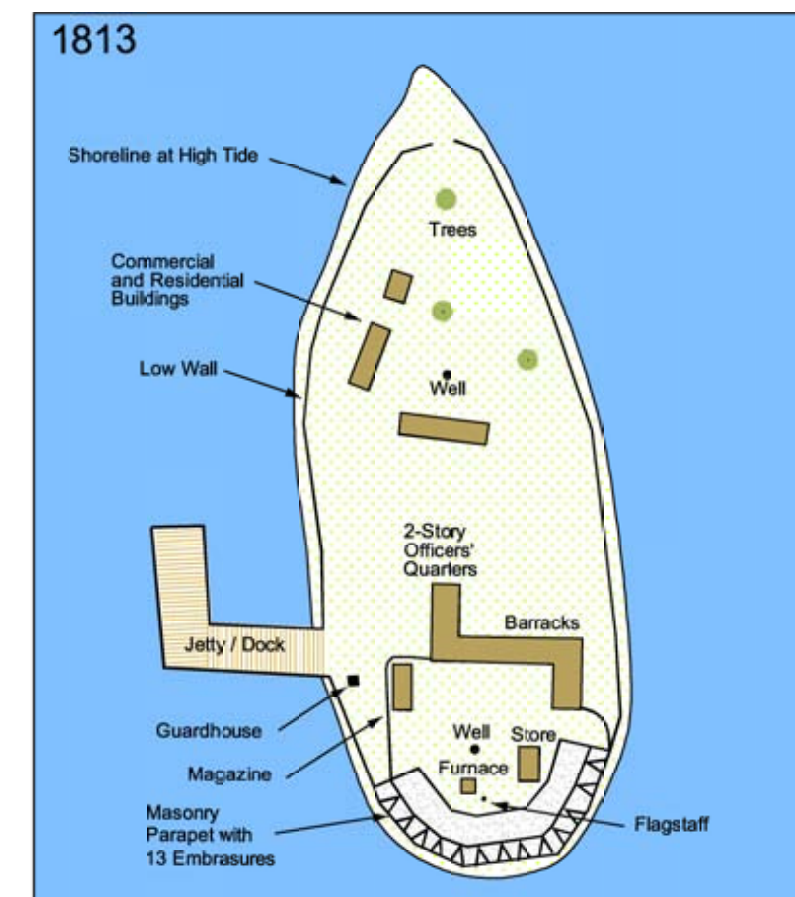 1813
Shoreline at High Tide
Trees
Commercial
and Residential
Buildings
Low Wall
Well
2-Story
Officers'
Quarters
Barracks
Jetty / Dock
Guardhouse
Well
Store
Magazine
Furnace
Masonry
Parapet with
13 Embrasures
Flagstaff